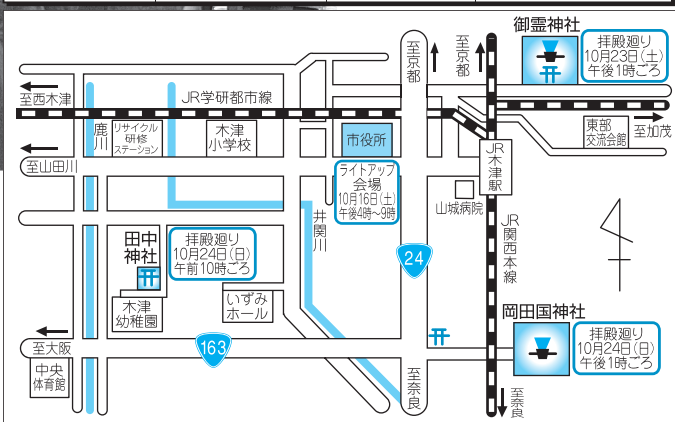 御霊神社
拝殿廻り
10月23日(土)
午後1時ごろ
至京都
至京都
至西木津
JR学研都市線
鹿川
リサイクル
研修
ステーション
木津
小学校
市役所
東部
交流会館
至加茂
JR木津駅
至山田川
ライトアップ
会場
10月16日(土)
午後4時〜9時
山城病院
井関川
JR関西本線
田中
神社
拝殿廻り
10月24日(日)
午前10時ごろ
24
木津
幼稚園
いずみ
ホール
岡田国神社
拝殿廻り
10月24日(日)
午後1時ごろ
163
至大阪
中央
体育館
至奈良
至奈良